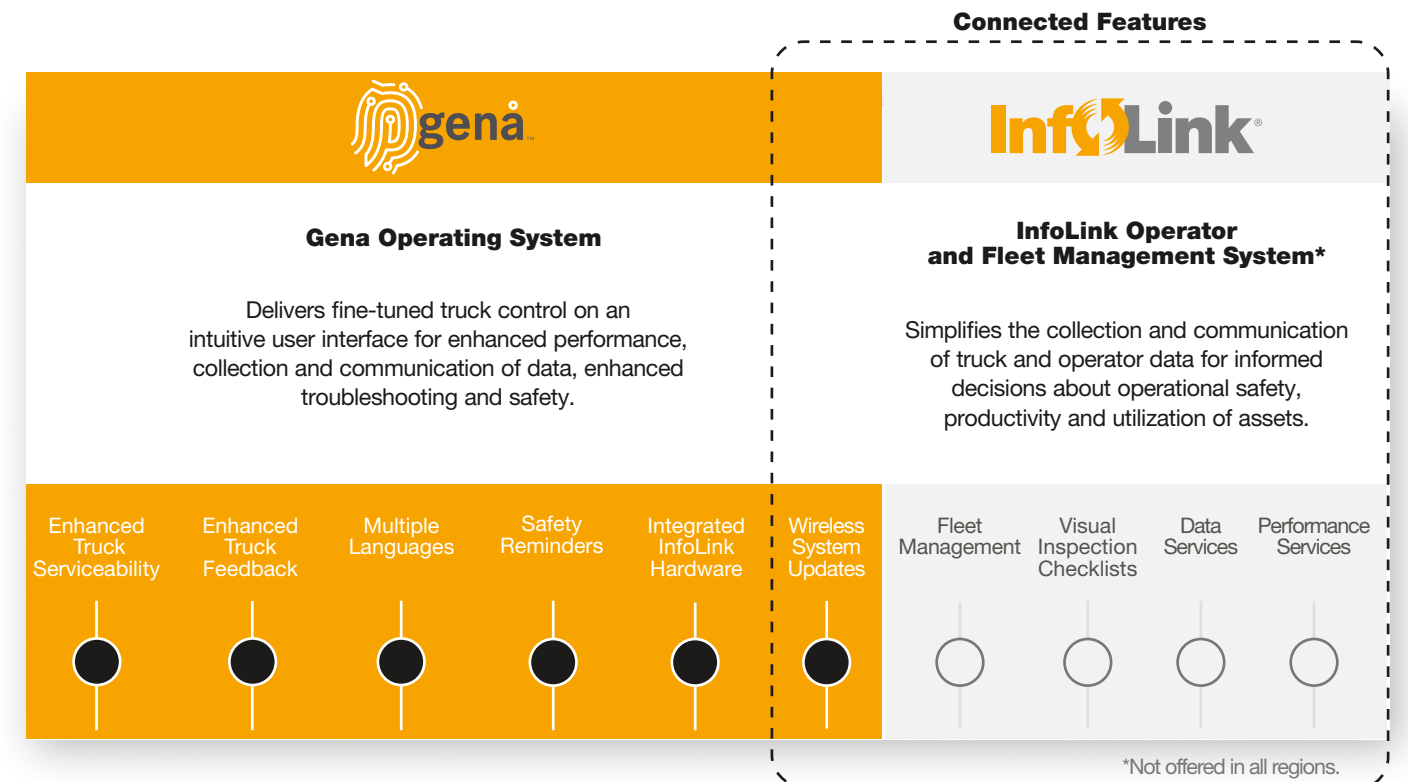 Connected Features
gena™
InfoLink®
Gena Operating System
Delivers fine-tuned truck control on an
intuitive user interface for enhanced performance,
collection and communication of data, enhanced
troubleshooting and safety.
InfoLink Operator
and Fleet Management System*
Simplifies the collection and communication
of truck and operator data for informed
decisions about operational safety,
productivity and utilization of assets.
Enhanced
Truck
Serviceability
Enhanced
Truck
Feedback
Multiple
Languages
Safety
Reminders
Integrated
InfoLink
Hardware
Wireless
System
Updates
Fleet
Management
Visual
Inspection
Checklists
Data
Services
Performance
Services
*Not offered in all regions.